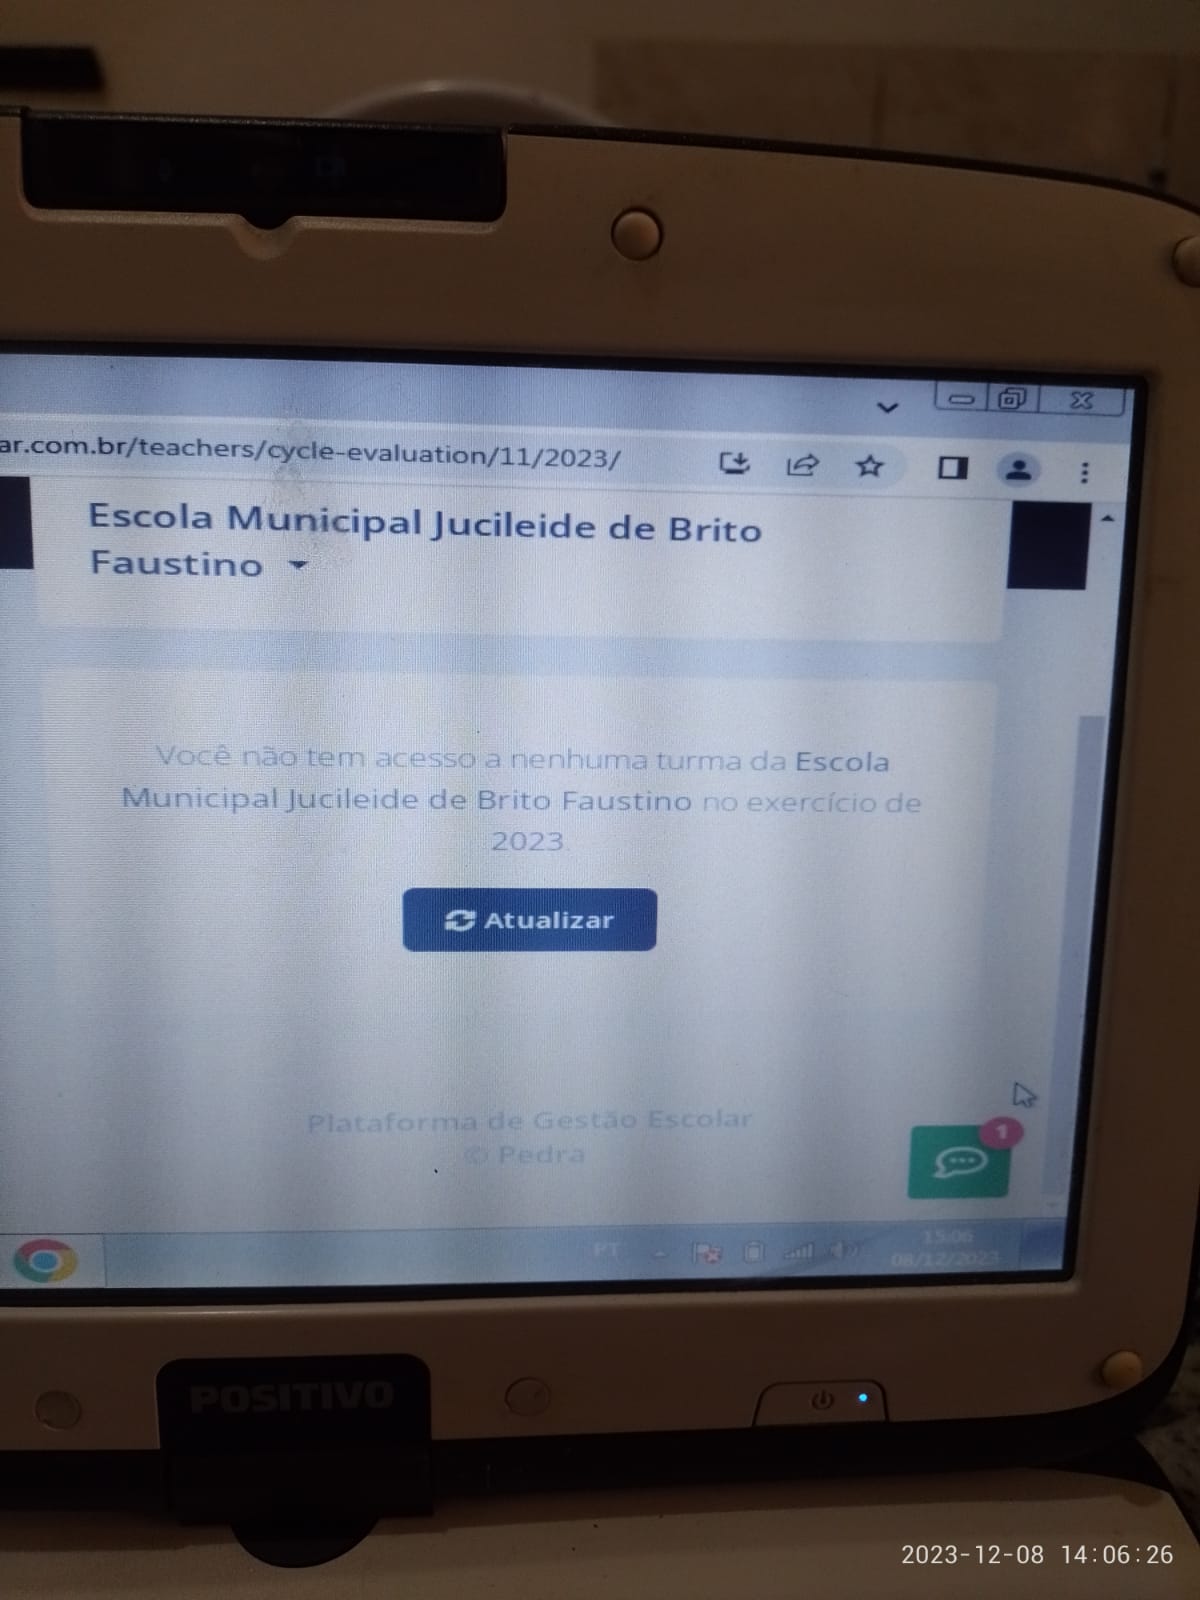 ar.com.br/teachers/cycle-evaluation/11/2023/
Escola Municipal Jucileide de Brito
Faustino
Você não tem acesso a nenhuma turma da Escola
Municipal Jucileide de Brito Faustino no exercício de
2023.
Atualizar
Plataforma de Gestão Escolar
© Pedra
1
PT
15:06
08/12/2023
POSITIVO
2023-12-08 14:06:26